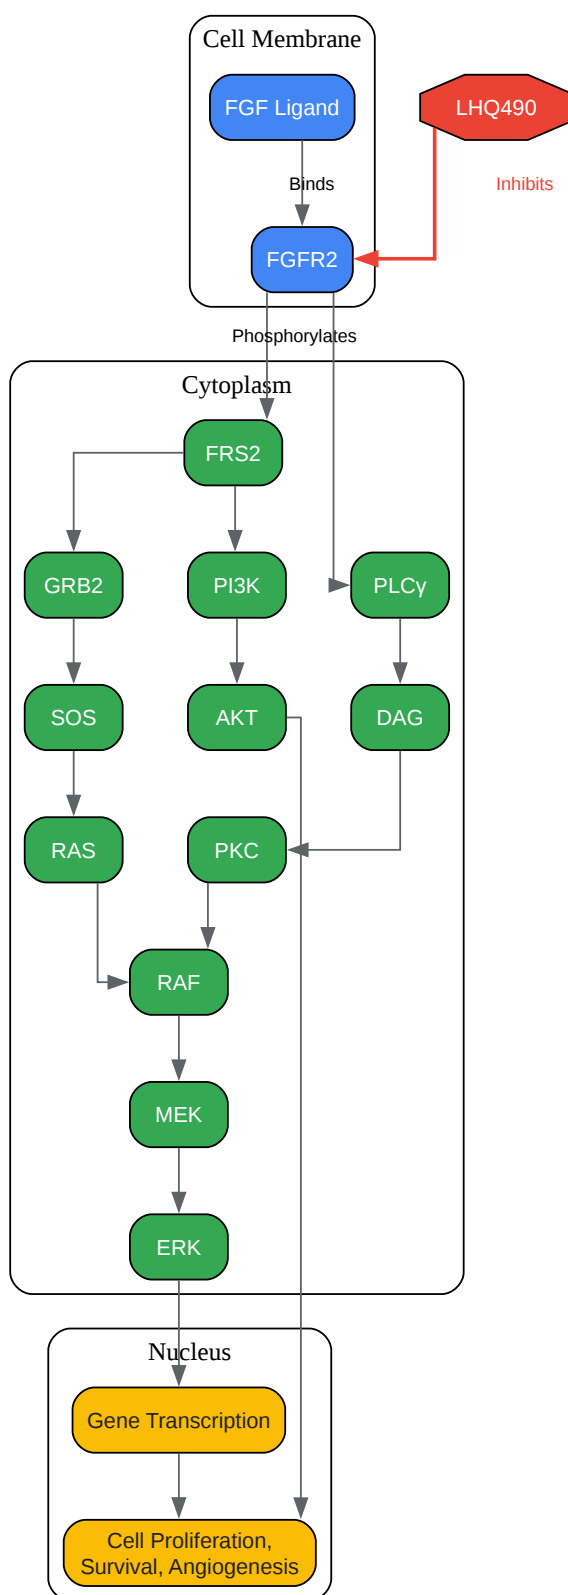 Cell Membrane
FGF Ligand
LHQ490
Binds
Inhibits
FGFR2
Phosphorylates
Cytoplasm
FRS2
GRB2
PI3K
PLCγ
SOS
AKT
DAG
RAS
PKC
RAF
MEK
ERK
Nucleus
Gene Transcription
Cell Proliferation,
Survival, Angiogenesis